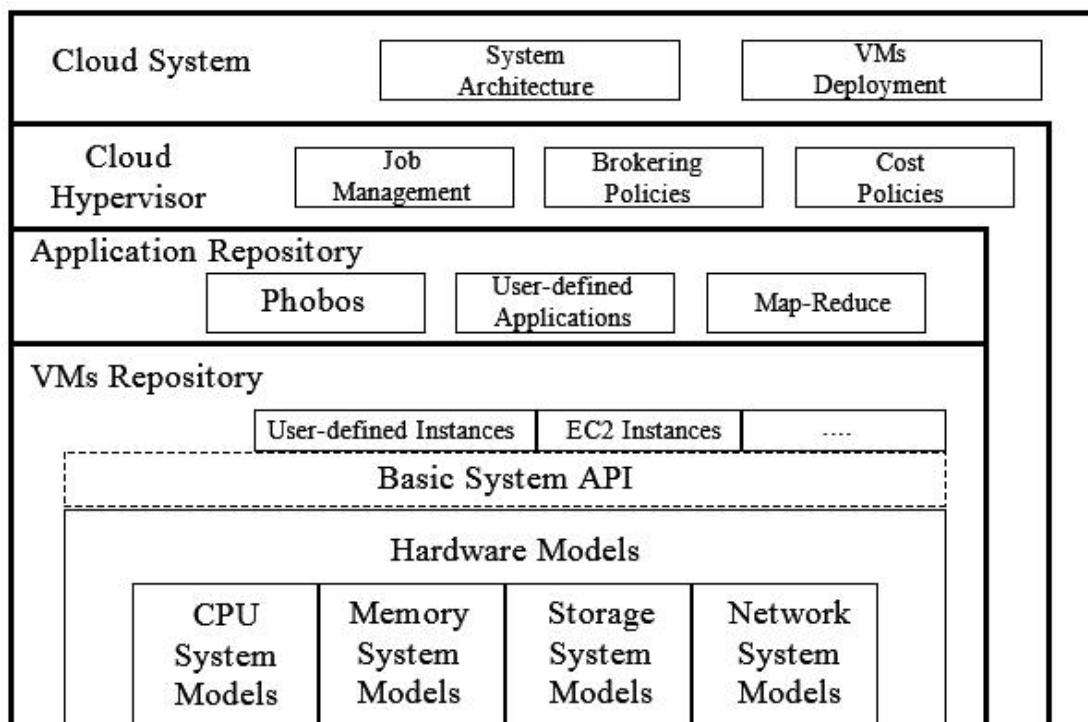 Cloud System
System
Architecture
VMs
Deployment
Cloud
Hypervisor
Job
Management
Brokering
Policies
Cost
Policies
Application Repository
Phobos
User-defined
Applications
Map-Reduce
VMs Repository
User-defined Instances
EC2 Instances
....
Basic System API
Hardware Models
CPU
System
Models
Memory
System
Models
Storage
System
Models
Network
System
Models